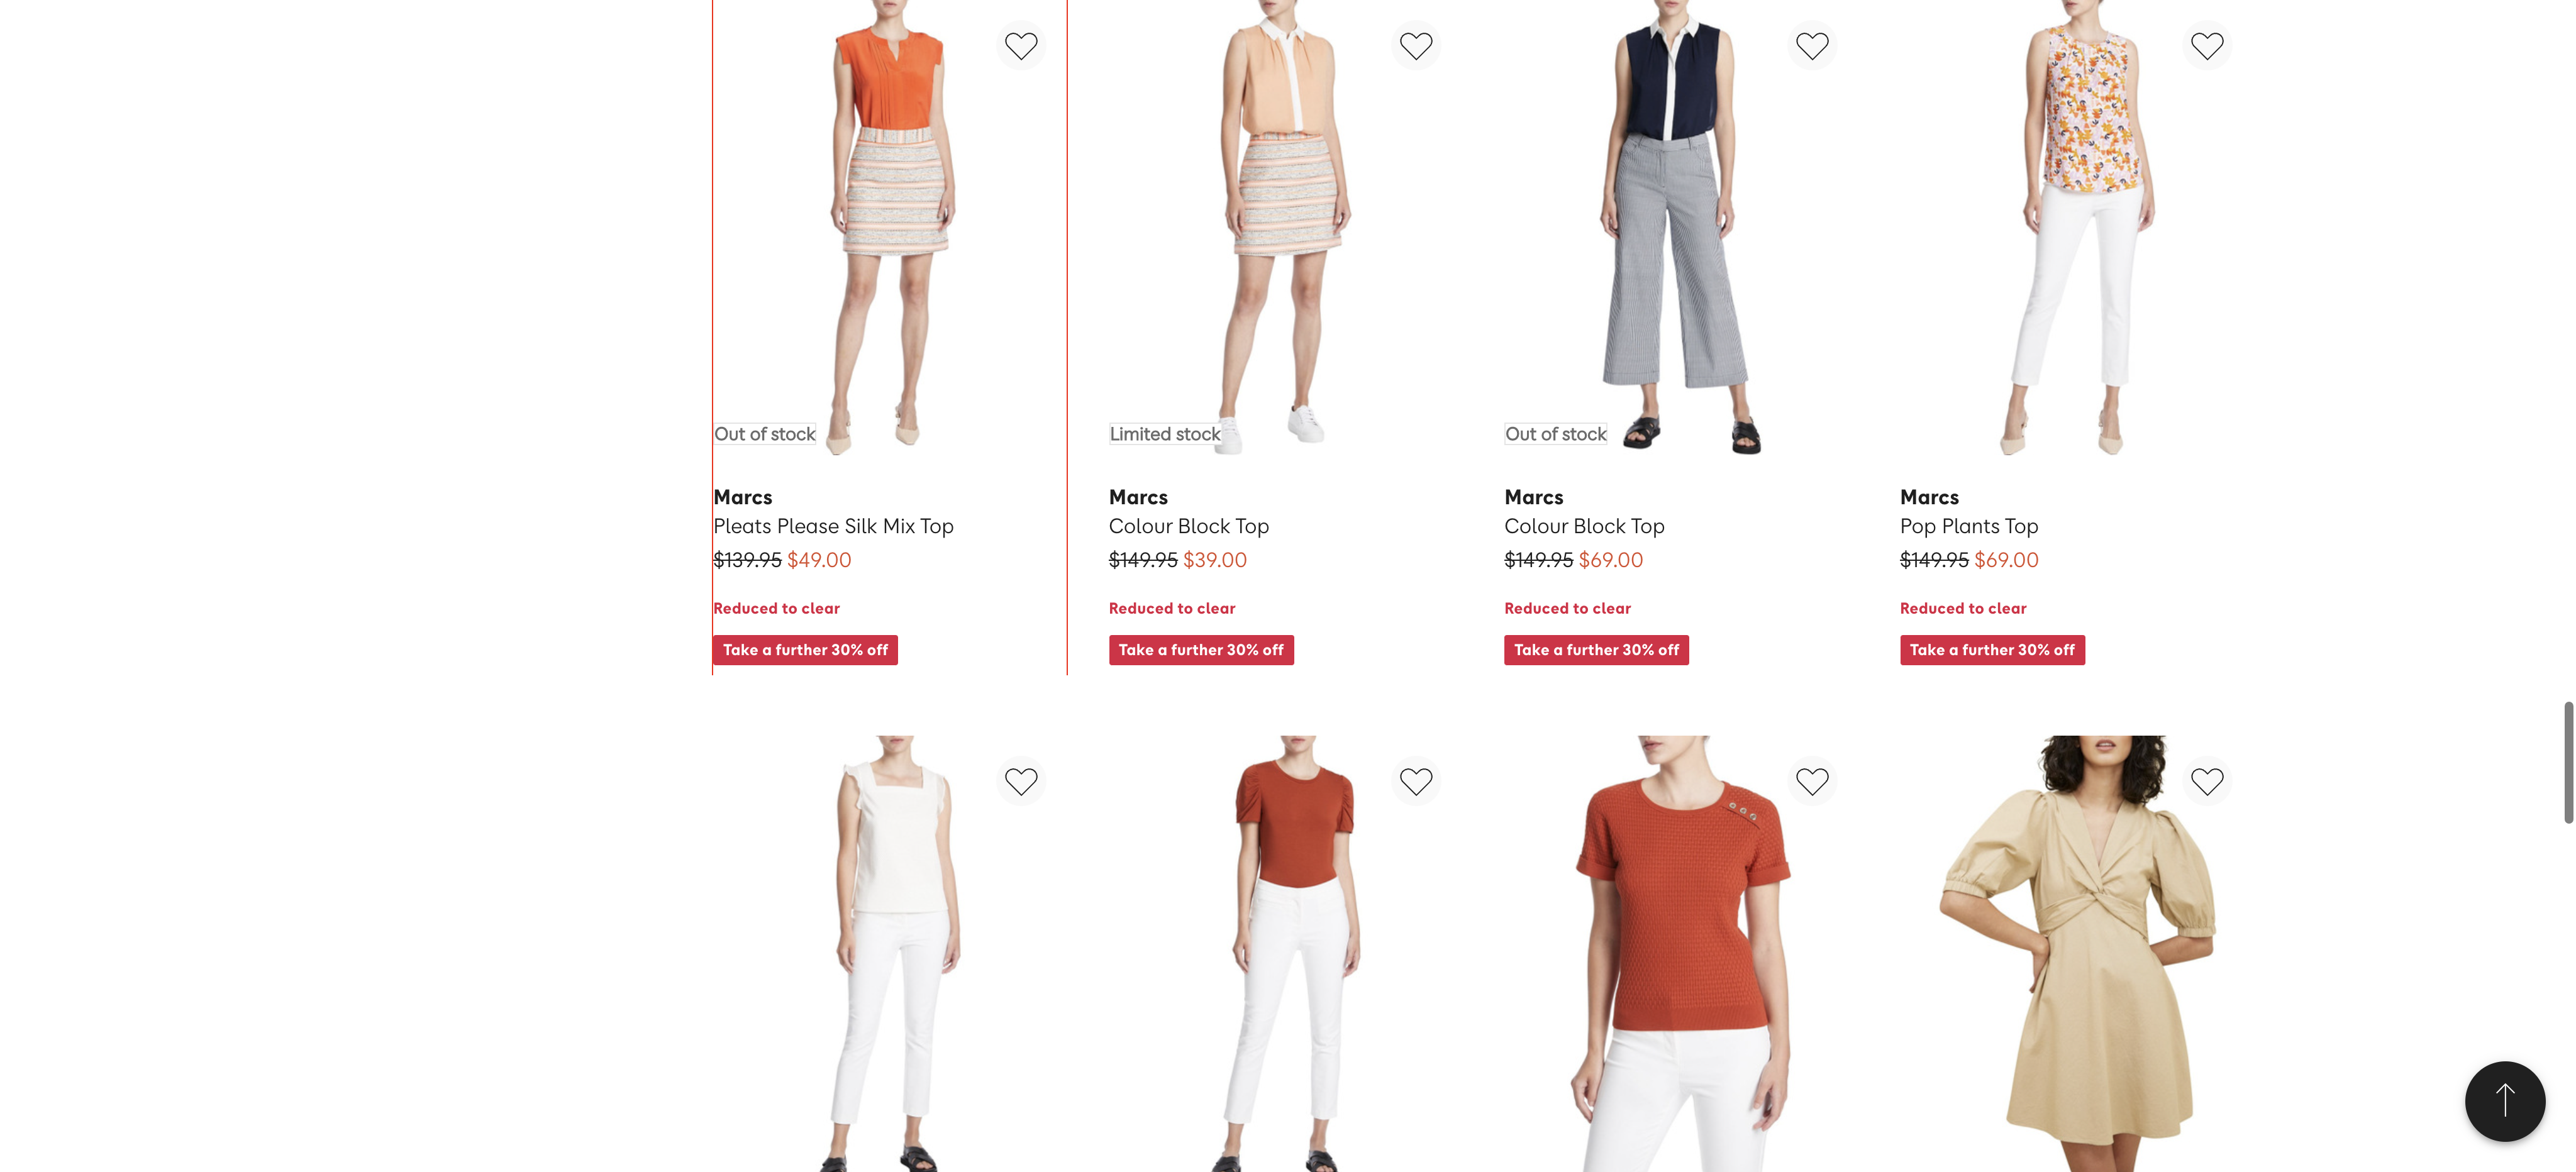 Out of stock
Marcs
Pleats Please Silk Mix Top
$139.95 $49.00
Reduced to clear
Take a further 30% off
Limited stock
Marcs
Colour Block Top
$149.95 $39.00
Reduced to clear
Take a further 30% off
Out of stock
Marcs
Colour Block Top
$149.95 $69.00
Reduced to clear
Take a further 30% off
Marcs
Pop Plants Top
$149.95 $69.00
Reduced to clear
Take a further 30% off